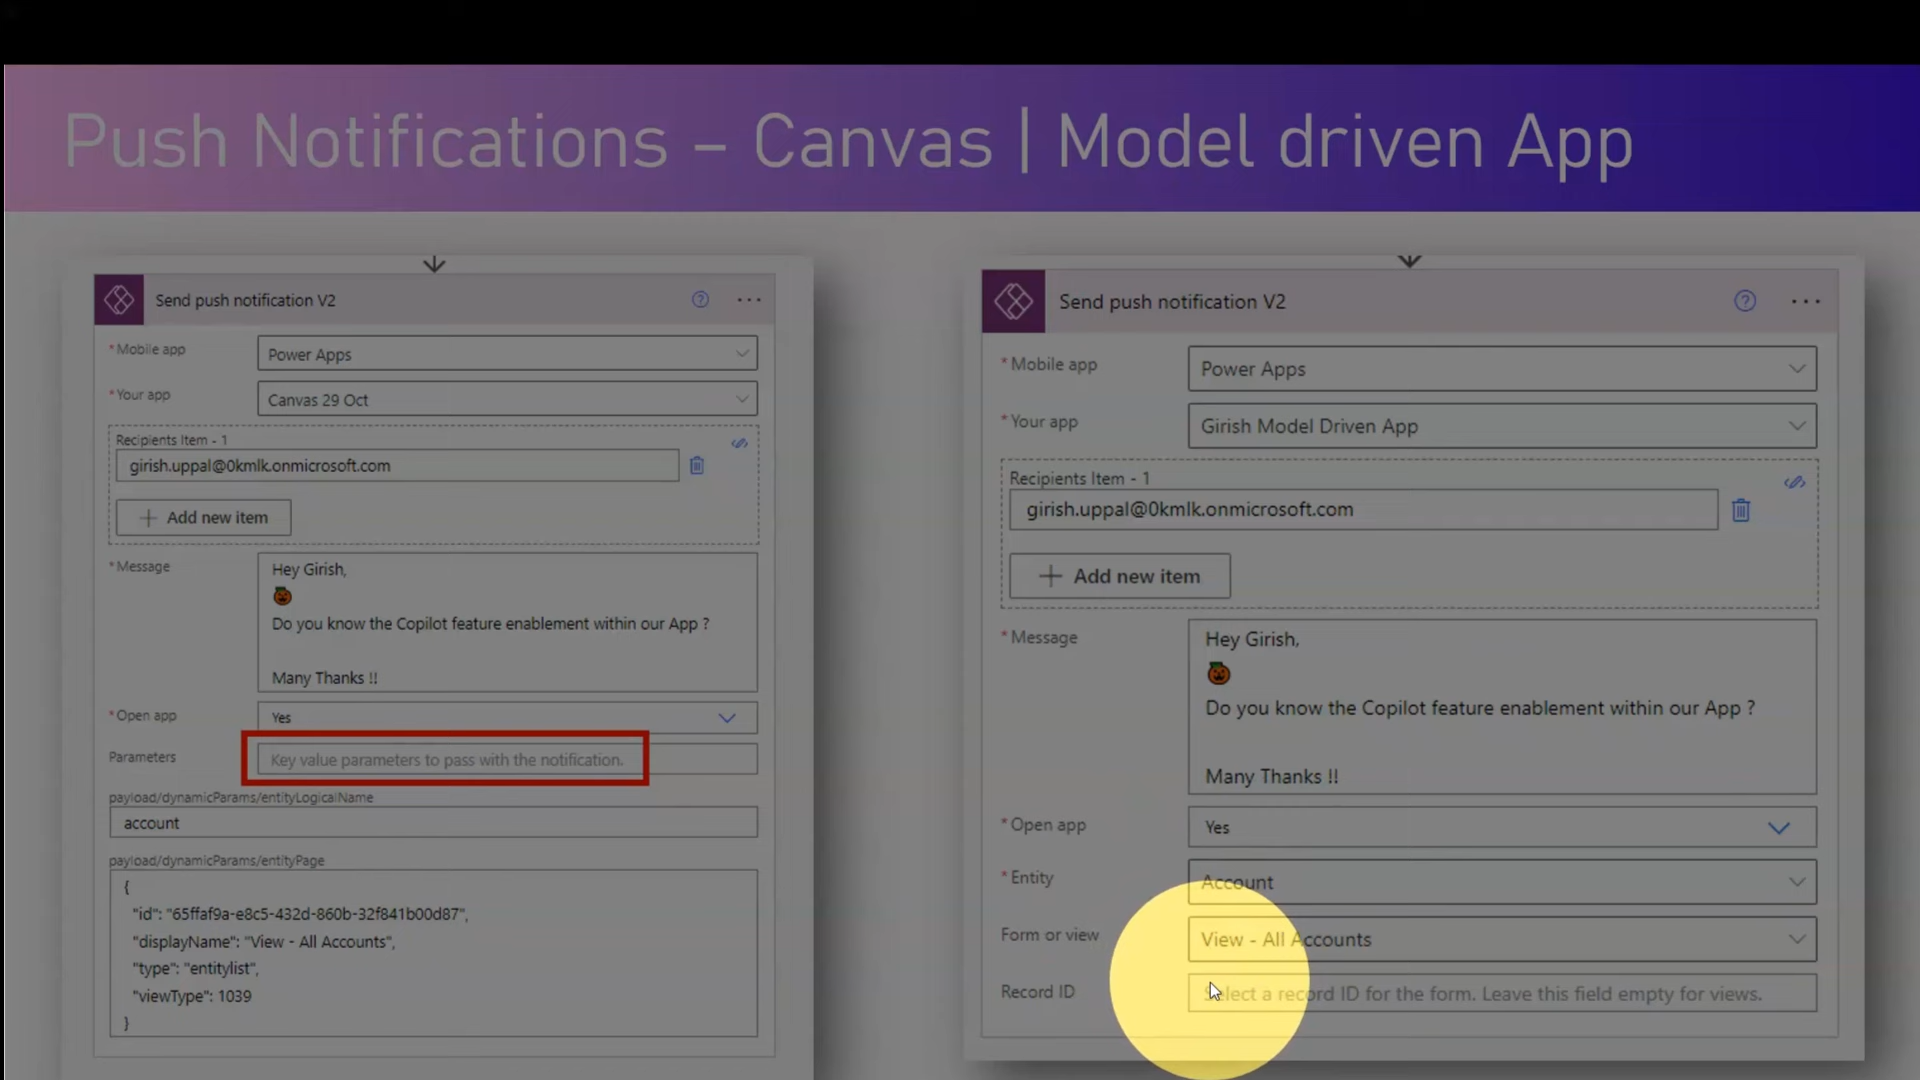 Push Notifications – Canvas | Model driven App
Send push notification V2
* Mobile app
Power Apps
* Your app
Canvas 29 Oct
Recipients Item - 1
girish.uppal@0kmlk.onmicrosoft.com
Add new item
* Message
Hey Girish,
Do you know the Copilot feature enablement within our App ?
Many Thanks !!
* Open app
Yes
Parameters
Key value parameters to pass with the notification.
payload/dynamicParams/entityLogicalName
account
payload/dynamicParams/entityPage
{
"id": "65ffaf9a-e8c5-432d-860b-32f841b00d87",
"displayName": "View - All Accounts",
"type": "entitylist",
"viewType": 1039
}
Send push notification V2
* Mobile app
Power Apps
* Your app
Girish Model Driven App
Recipients Item - 1
girish.uppal@0kmlk.onmicrosoft.com
Add new item
* Message
Hey Girish,
Do you know the Copilot feature enablement within our App ?
Many Thanks !!
* Open app
Yes
* Entity
Account
Form or view
View - All Accounts
Record ID
Select a record ID for the form. Leave this field empty for views.